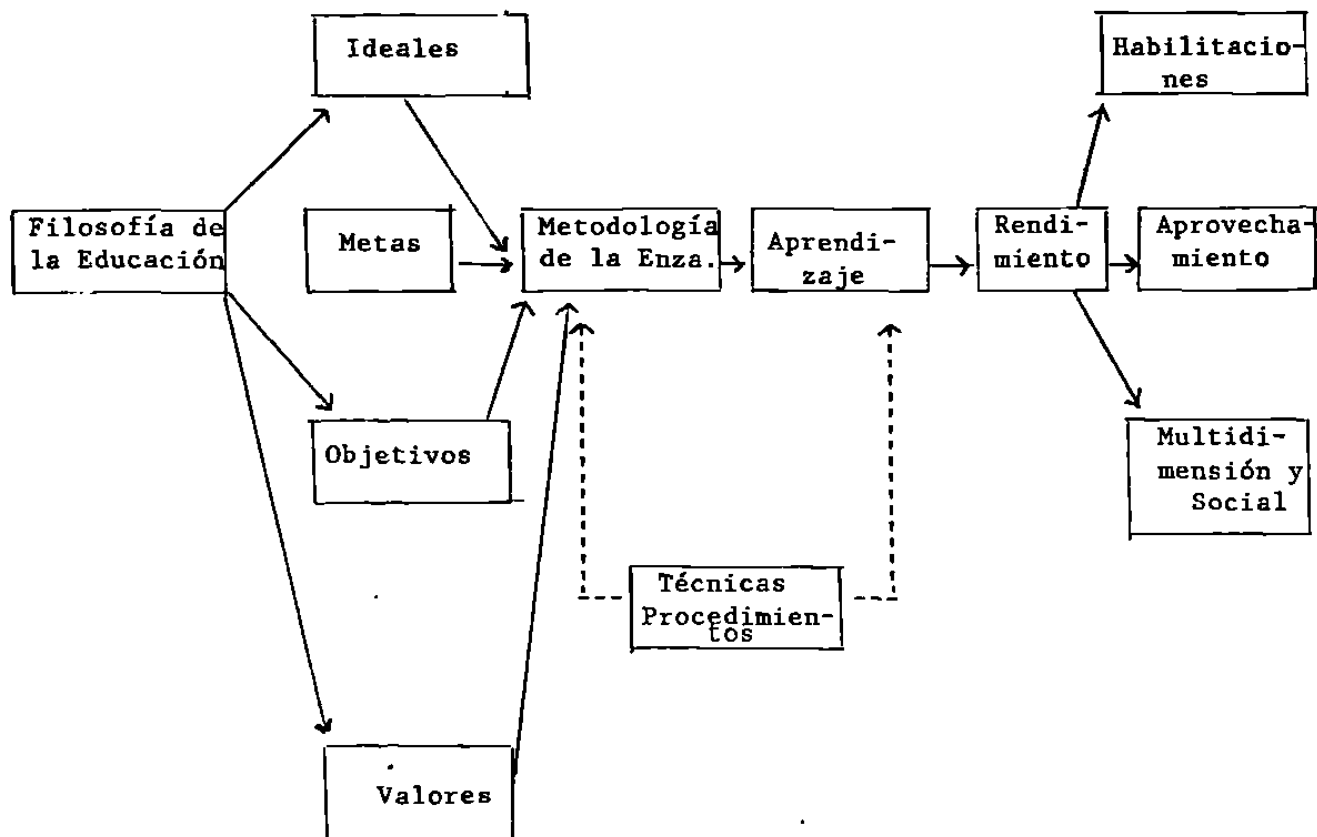 Ideales
Habilitacio-
nes
Filosofía de
la Educación
Metas
Metodología
de la Enza.
Aprendi-
zaje
Rendi-
miento
Aprovecha-
miento
Objetivos
Multidi-
mensión y
Social
Técnicas
Procedimien-
tos
Valores